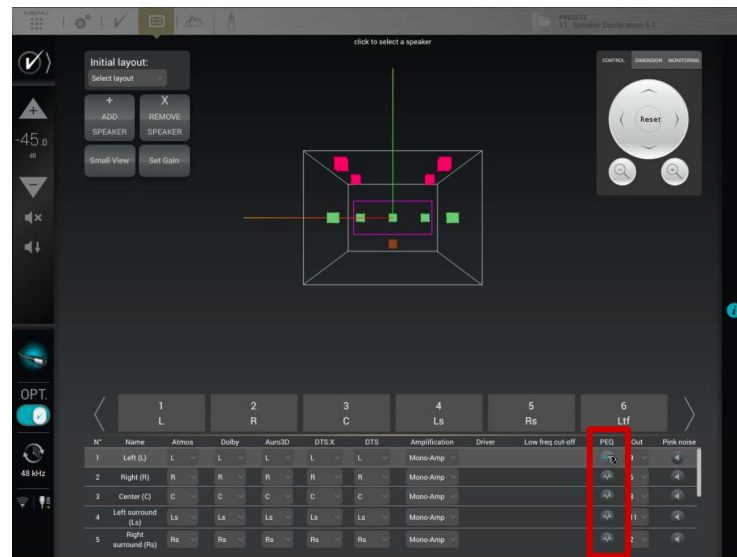 MENU
PRESETS
11. Speaker Declaration 5.1.
click to select a speaker
Initial layout:
Select layout
+ ADD SPEAKER
X REMOVE SPEAKER
Small View
Set Gain
CONTROL DIMENSION MONITORING
Reset
-45.0
dB
OPT.
48 kHz
1 2 3 4 5 6
L R C Ls Rs Ltf
N° Name Atmos Dolby Auro3D DTS:X DTS Amplification Driver Low freq cut-off PEQ Out Pink noise
1 Left (L) L L L L L Mono-Amp
2 Right (R) R R R R R Mono-Amp
3 Center (C) C C C C C Mono-Amp
4 Left surround (Ls) Ls Ls Ls Ls Ls Mono-Amp
5 Right surround (Rs) Rs Rs Rs Rs Rs Mono-Amp